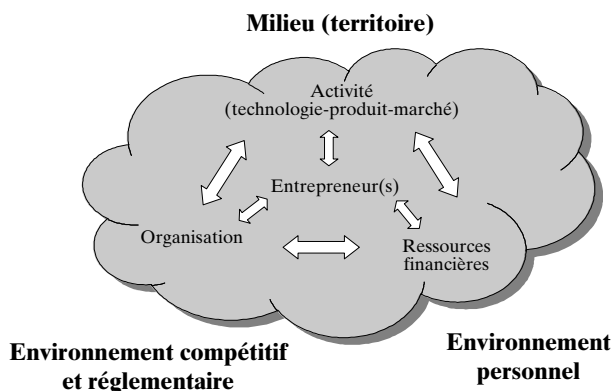 Milieu (territoire)
Activité
(technologie-produit-marché)
Entrepreneur(s)
Organisation
Ressources
financières
Environnement compétitif
et réglementaire
Environnement
personnel